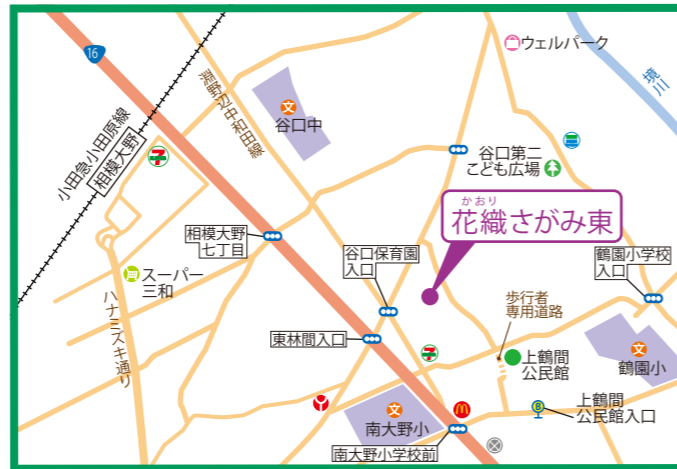 16
ウェルパーク
境川
淵野辺中和田線
文
谷口中
小田急小田原線
相模大野
7
谷口第二
こども広場
かおり
花織さがみ東
相模大野
七丁目
谷口保育園
入口
鶴園小学校
入口
スーパー
三和
ハナミズキ通り
歩行者
専用道路
東林間入口
7
上鶴間
公民館
文
鶴園小
文
南大野小
上鶴間
公民館入口
南大野小学校前